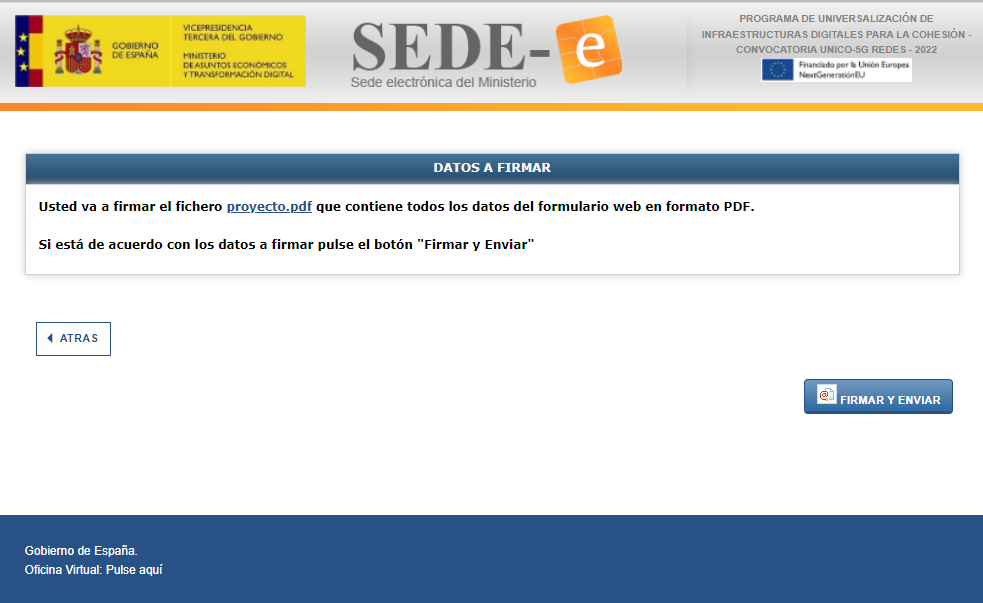 GOBIERNO
DE ESPAÑA
VICEPRESIDENCIA
TERCERA DEL GOBIERNO
MINISTERIO
DE ASUNTOS ECONÓMICOS
Y TRANSFORMACIÓN DIGITAL
SEDE-e
Sede electrónica del Ministerio
PROGRAMA DE UNIVERSALIZACIÓN DE
INFRAESTRUCTURAS DIGITALES PARA LA COHESIÓN -
CONVOCATORIA UNICO-5G REDES - 2022
Financiado por la Unión Europea
NextGenerationEU
DATOS A FIRMAR
Usted va a firmar el fichero proyecto.pdf que contiene todos los datos del formulario web en formato PDF.
Si está de acuerdo con los datos a firmar pulse el botón "Firmar y Enviar"
ATRAS
FIRMAR Y ENVIAR
Gobierno de España.
Oficina Virtual: Pulse aquí